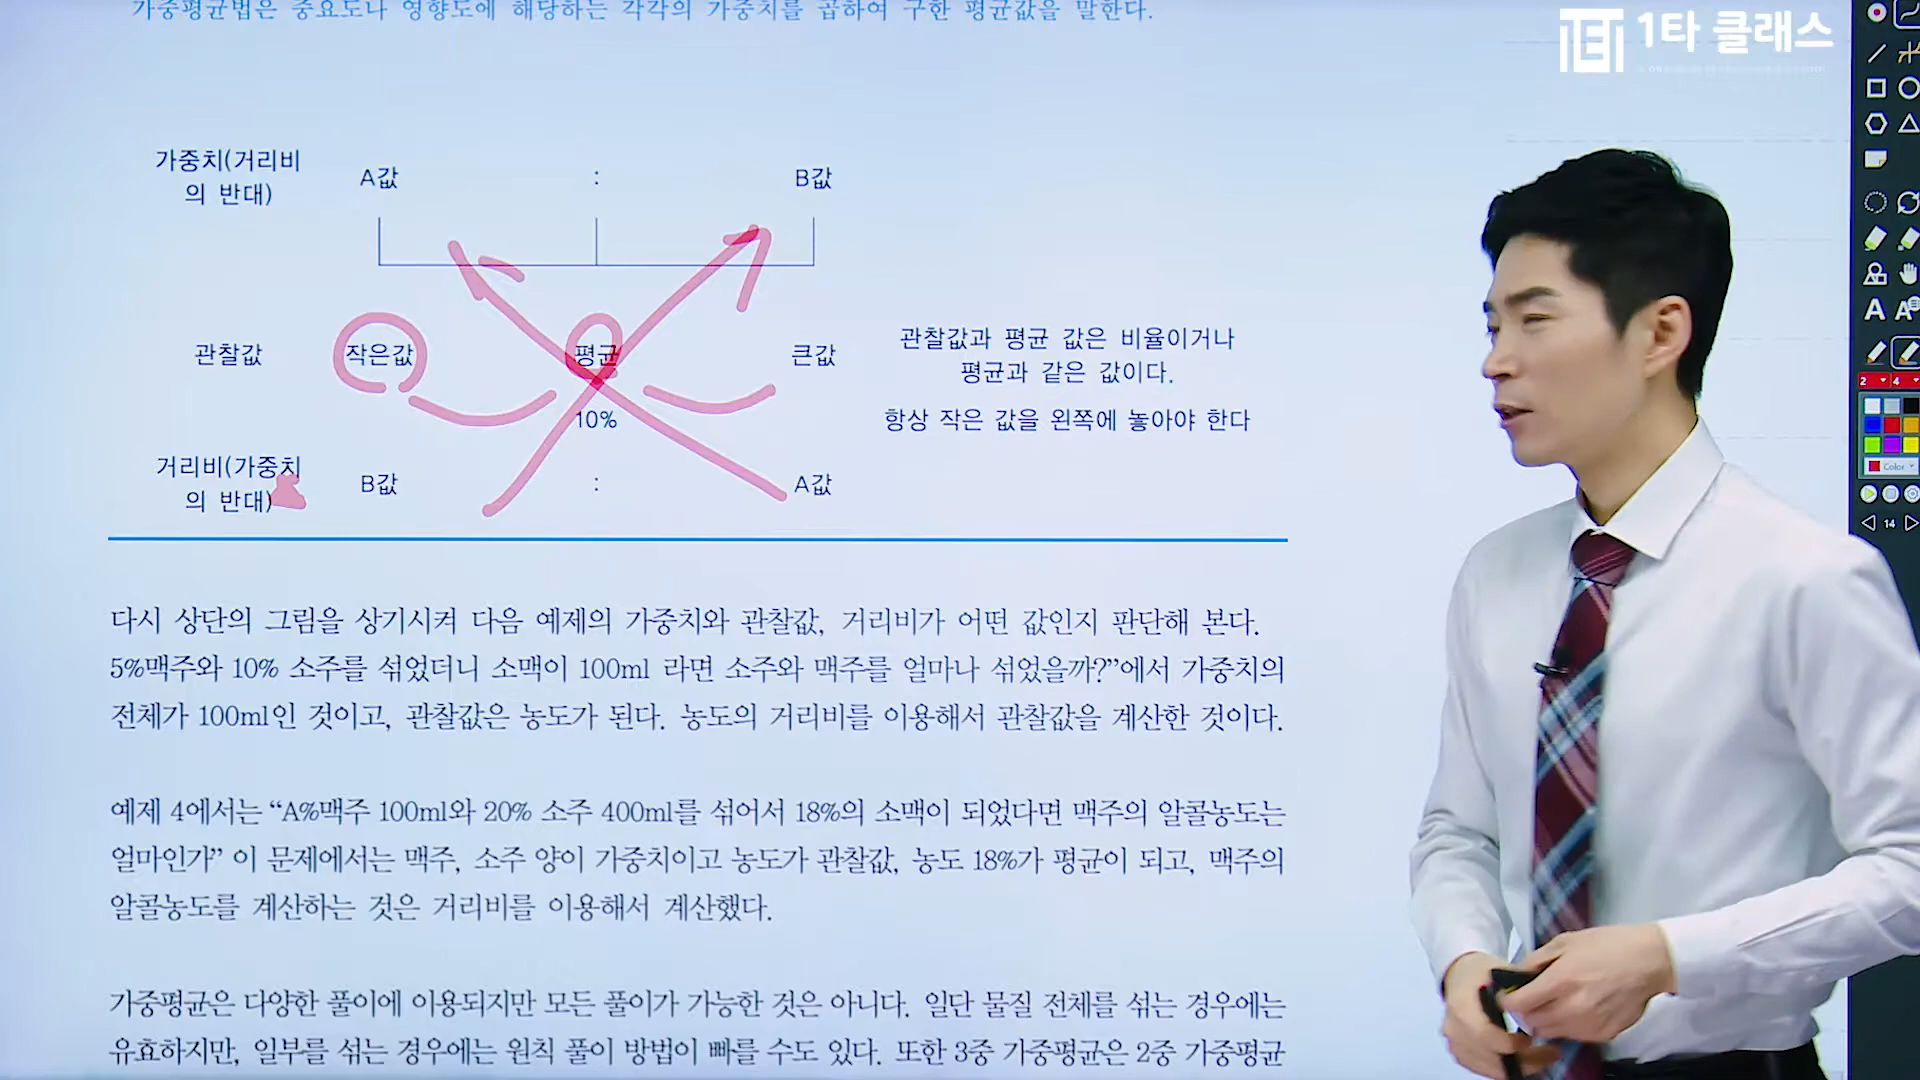 가중평균법은 중요도나 영향도에 해당하는 각각의 가중치를 곱하여 구한 평균값을 말한다.
1타 클래스
가중치(거리비
의 반대)
A값 : B값
관찰값 작은값 평균 큰값
10%
관찰값과 평균 값은 비율이거나
평균과 같은 값이다.
항상 작은 값을 왼쪽에 놓아야 한다
거리비(가중치
의 반대)
B값 : A값
다시 상단의 그림을 상기시켜 다음 예제의 가중치와 관찰값, 거리비가 어떤 값인지 판단해 본다.
5%맥주와 10% 소주를 섞었더니 소맥이 100ml 라면 소주와 맥주를 얼마나 섞었을까?”에서 가중치의
전체가 100ml인 것이고, 관찰값은 농도가 된다. 농도의 거리비를 이용해서 관찰값을 계산한 것이다.
예제 4에서는 “A%맥주 100ml와 20% 소주 400ml를 섞어서 18%의 소맥이 되었다면 맥주의 알콜농도는
얼마인가” 이 문제에서는 맥주, 소주 양이 가중치이고 농도가 관찰값, 농도 18%가 평균이 되고, 맥주의
알콜농도를 계산하는 것은 거리비를 이용해서 계산했다.
가중평균은 다양한 풀이에 이용되지만 모든 풀이가 가능한 것은 아니다. 일단 물질 전체를 섞는 경우에는
유효하지만, 일부를 섞는 경우에는 원칙 풀이 방법이 빠를 수도 있다. 또한 3중 가중평균은 2중 가중평균
A
A
2
4
Color
14